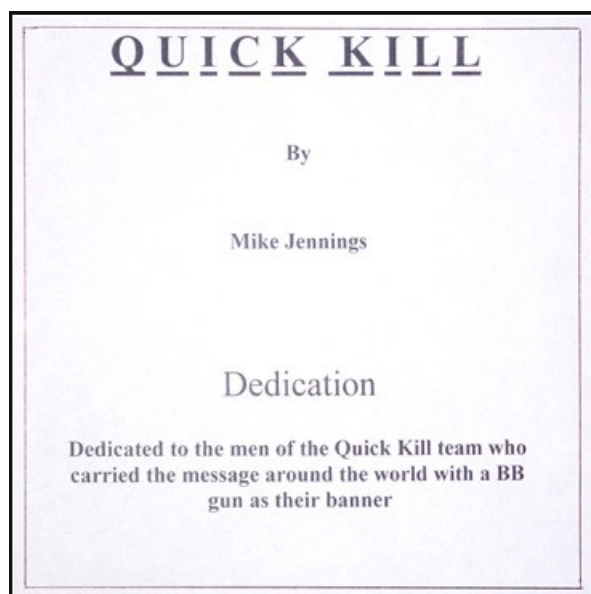 QUICK KILL
By
Mike Jennings
Dedication
Dedicated to the men of the Quick Kill team who
carried the message around the world with a BB
gun as their banner